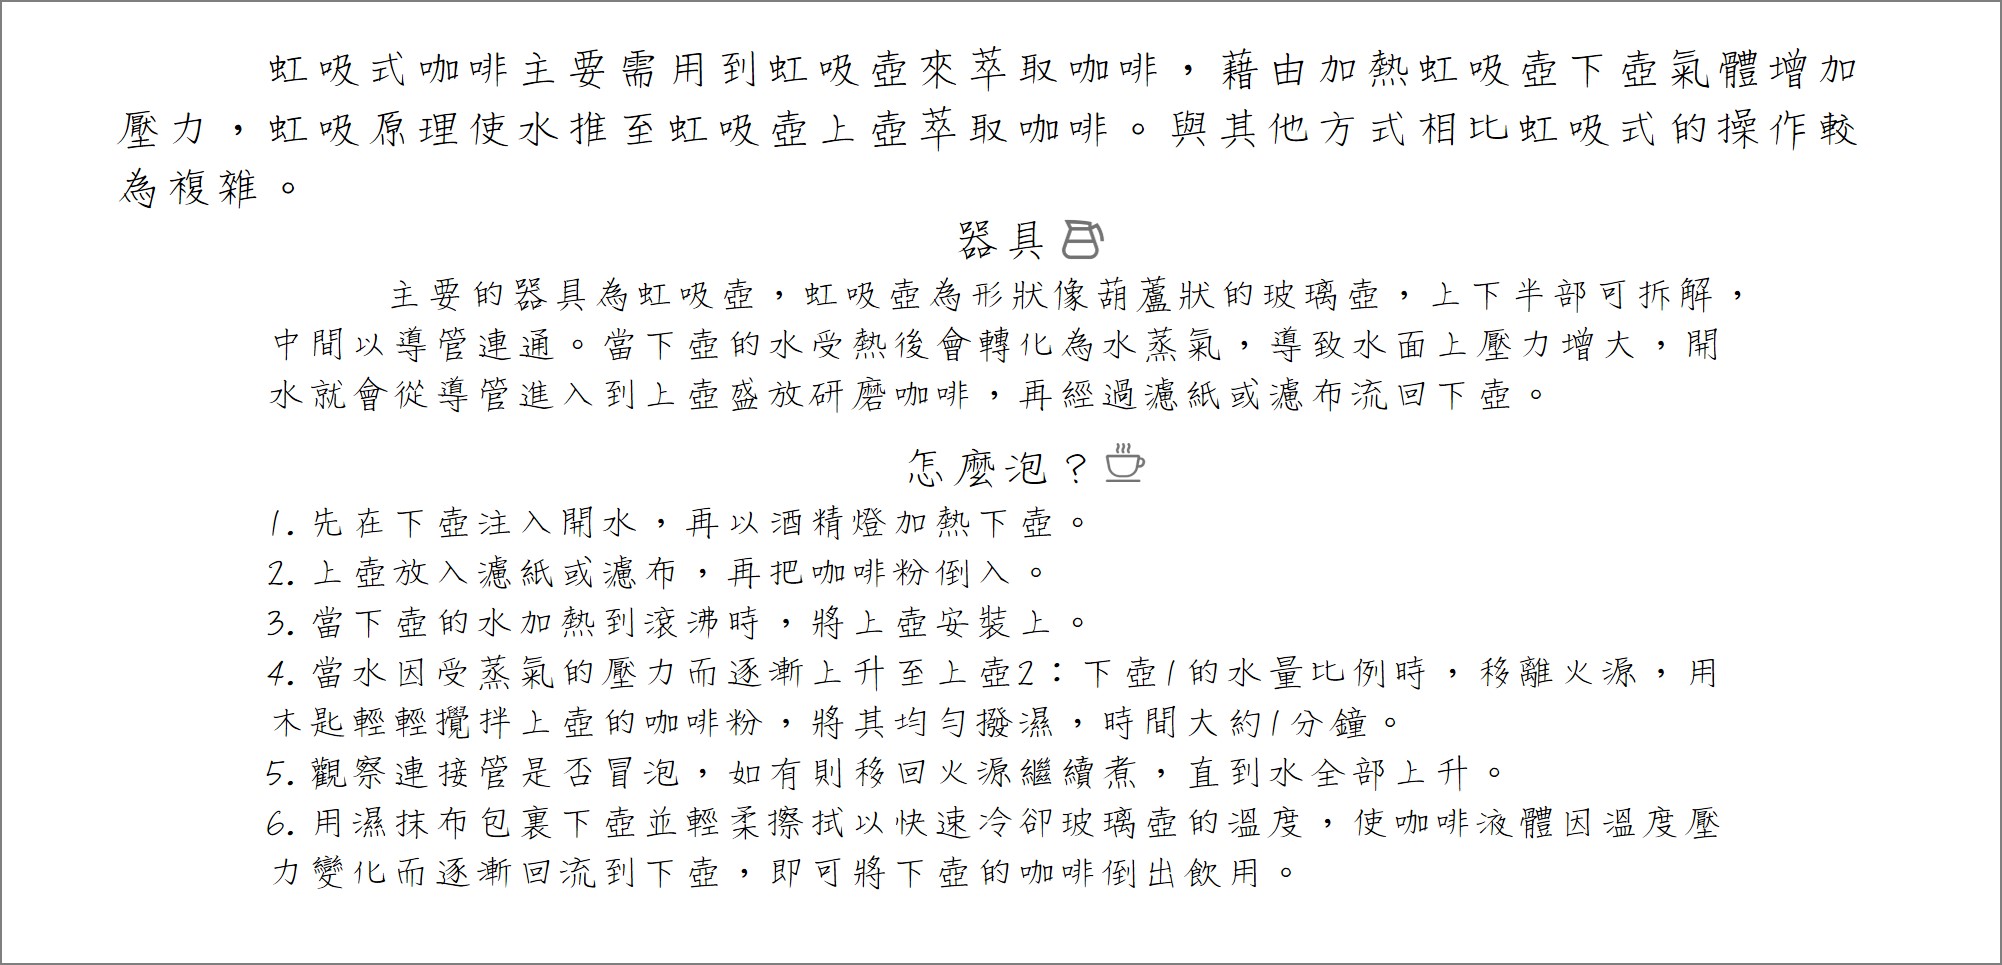 虹吸式咖啡主要需用到虹吸壺來萃取咖啡，藉由加熱虹吸壺下壺氣體增加
壓力，虹吸原理使水推至虹吸壺上壺萃取咖啡。與其他方式相比虹吸式的操作較
為複雜。
器具
主要的器具為虹吸壺，虹吸壺為形狀像葫蘆狀的玻璃壺，上下半部可拆解，
中間以導管連通。當下壺的水受熱後會轉化為水蒸氣，導致水面上壓力增大，開
水就會從導管進入到上壺盛放研磨咖啡，再經過濾紙或濾布流回下壺。
怎麼泡？
1. 先在下壺注入開水，再以酒精燈加熱下壺。
2. 上壺放入濾紙或濾布，再把咖啡粉倒入。
3. 當下壺的水加熱到滾沸時，將上壺安裝上。
4. 當水因受蒸氣的壓力而逐漸上升至上壺2：下壺1的水量比例時，移離火源，用
木匙輕輕攪拌上壺的咖啡粉，將其均勻撥濕，時間大約1分鐘。
5. 觀察連接管是否冒泡，如有則移回火源繼續煮，直到水全部上升。
6. 用濕抹布包裹下壺並輕柔擦拭以快速冷卻玻璃壺的溫度，使咖啡液體因溫度壓
力變化而逐漸回流到下壺，即可將下壺的咖啡倒出飲用。